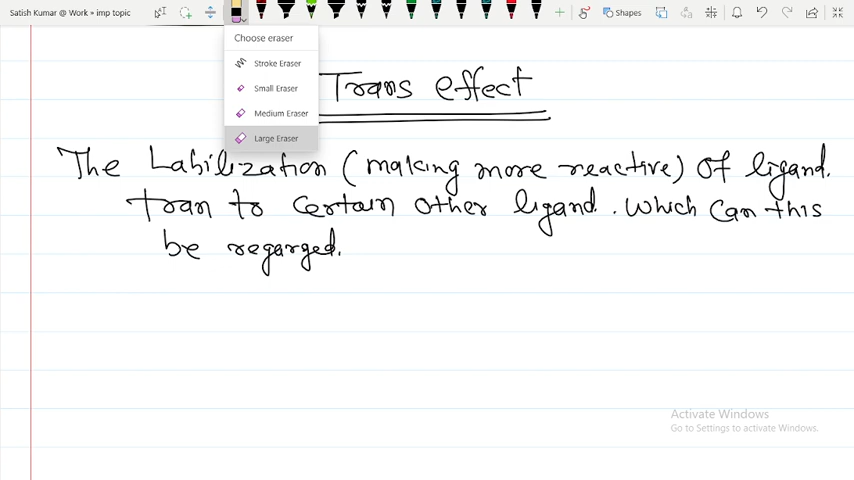 Satish Kumar @ Work » imp topic
Shapes
Choose eraser
Stroke Eraser
Small Eraser
Medium Eraser
Large Eraser
Trans effect
The Labilization (making more reactive) of ligand.
tran to certain other ligand. which can this
be regarged.
Activate Windows
Go to Settings to activate Windows.